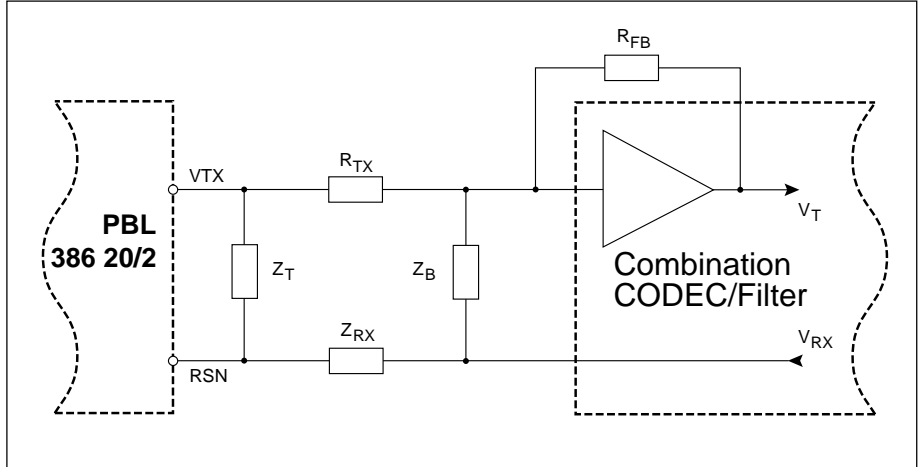 R_FB
R_TX
VTX
PBL
386 20/2
Z_T
Z_B
V_T
Combination
CODEC/Filter
Z_RX
V_RX
RSN